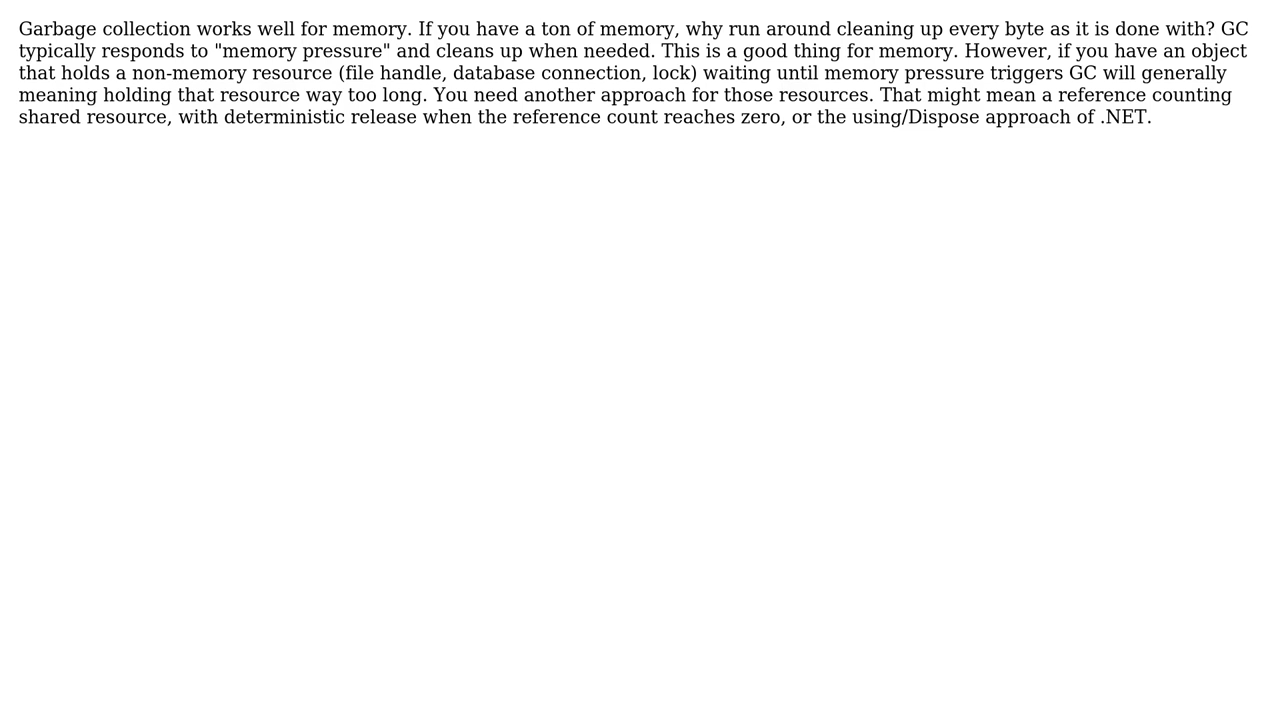 Garbage collection works well for memory. If you have a ton of memory, why run around cleaning up every byte as it is done with? GC
typically responds to "memory pressure" and cleans up when needed. This is a good thing for memory. However, if you have an object
that holds a non-memory resource (file handle, database connection, lock) waiting until memory pressure triggers GC will generally
meaning holding that resource way too long. You need another approach for those resources. That might mean a reference counting
shared resource, with deterministic release when the reference count reaches zero, or the using/Dispose approach of .NET.